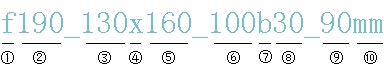 f190_130x160_100b30_90mm
① ② ③ ④ ⑤ ⑥ ⑦ ⑧ ⑨ ⑩